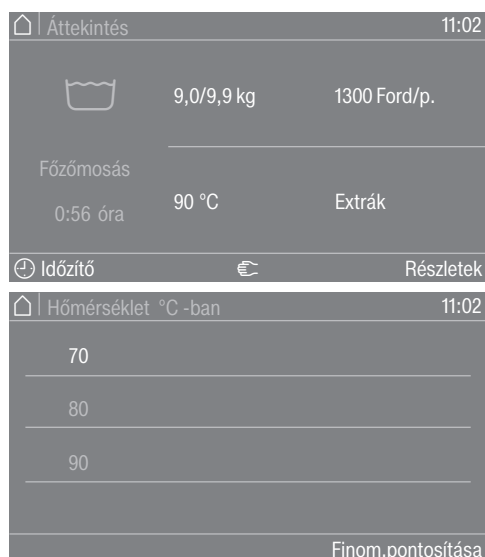 Áttekintés 11:02
9,0/9,9 kg 1300 Ford/p.
Főzőmosás
0:56 óra
90 °C Extrák
Időzítő Részletek
Hőmérséklet °C -ban 11:02
70
80
90
Finom.pontosítása